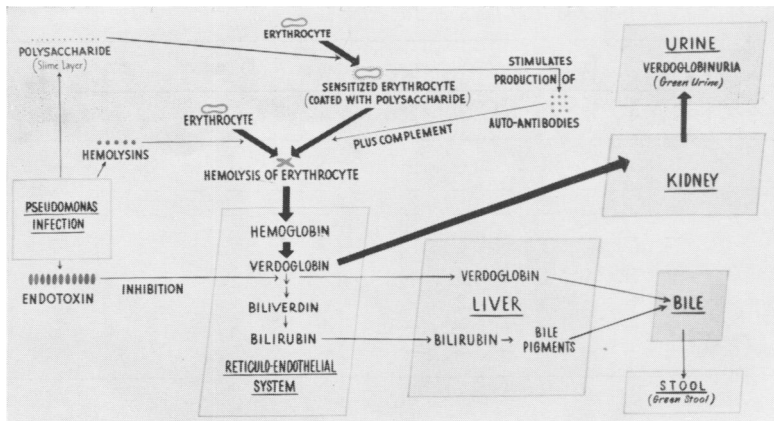 ERYTHROCYTE
POLYSACCHARIDE
(Slime Layer)
SENSITIZED ERYTHROCYTE
(COATED WITH POLYSACCHARIDE)
STIMULATES
PRODUCTION OF
AUTO-ANTIBODIES
PLUS COMPLEMENT
URINE
VERDOGLOBINURIA
(Green Urine)
ERYTHROCYTE
HEMOLYSINS
HEMOLYSIS OF ERYTHROCYTE
KIDNEY
PSEUDOMONAS
INFECTION
HEMOGLOBIN
VERDOGLOBIN
ENDOTOXIN
INHIBITION
BILIVERDIN
BILIRUBIN
RETICULO-ENDOTHELIAL
SYSTEM
VERDOGLOBIN
LIVER
BILIRUBIN
BILE
PIGMENTS
BILE
STOOL
(Green Stool)